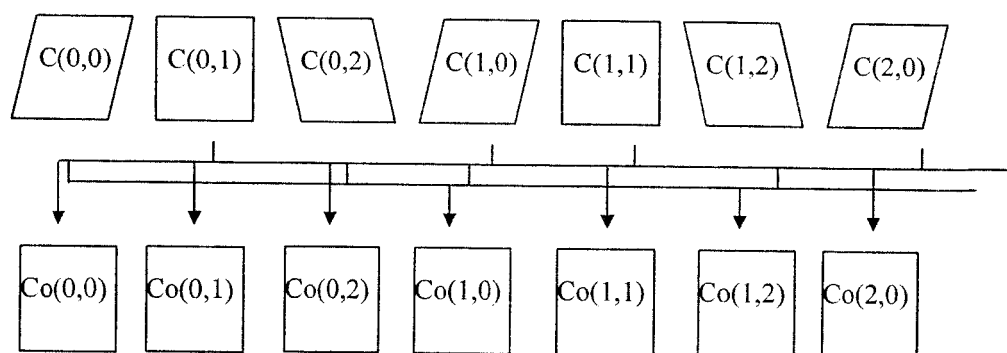 C(0,0) C(0,1) C(0,2) C(1,0) C(1,1) C(1,2) C(2,0)
Co(0,0) Co(0,1) Co(0,2) Co(1,0) Co(1,1) Co(1,2) Co(2,0)